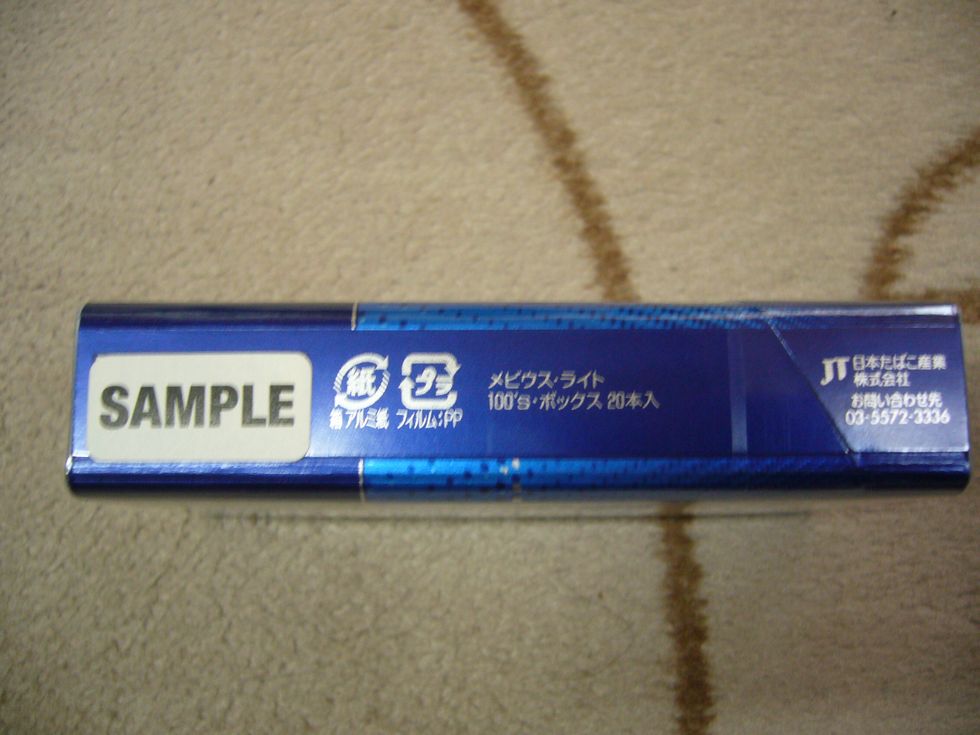 SAMPLE
紙
箱 アルミ紙
プラ
フィルム:PP
メビウス・ライト
100's・ボックス 20本入
JT 日本たばこ産業
株式会社
お問い合わせ先
03-5572-3336